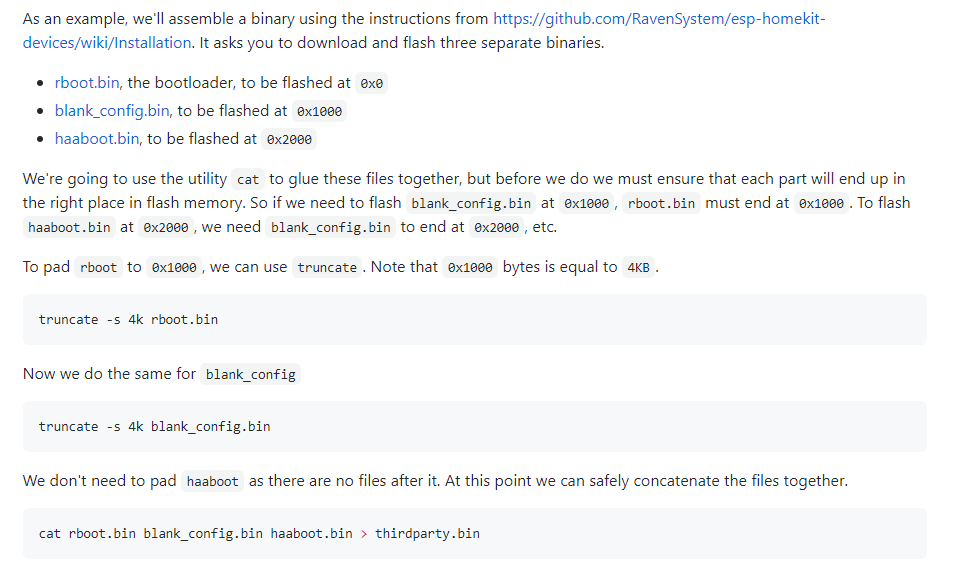 As an example, we'll assemble a binary using the instructions from https://github.com/RavenSystem/esp-homekit-
devices/wiki/Installation. It asks you to download and flash three separate binaries.
• rboot.bin, the bootloader, to be flashed at 0x0
• blank_config.bin, to be flashed at 0x1000
• haaboot.bin, to be flashed at 0x2000
We're going to use the utility cat to glue these files together, but before we do we must ensure that each part will end up in
the right place in flash memory. So if we need to flash blank_config.bin at 0x1000, rboot.bin must end at 0x1000. To flash
haaboot.bin at 0x2000, we need blank_config.bin to end at 0x2000, etc.
To pad rboot to 0x1000, we can use truncate. Note that 0x1000 bytes is equal to 4KB.
truncate -s 4k rboot.bin
Now we do the same for blank_config
truncate -s 4k blank_config.bin
We don't need to pad haaboot as there are no files after it. At this point we can safely concatenate the files together.
cat rboot.bin blank_config.bin haaboot.bin > thirdparty.bin